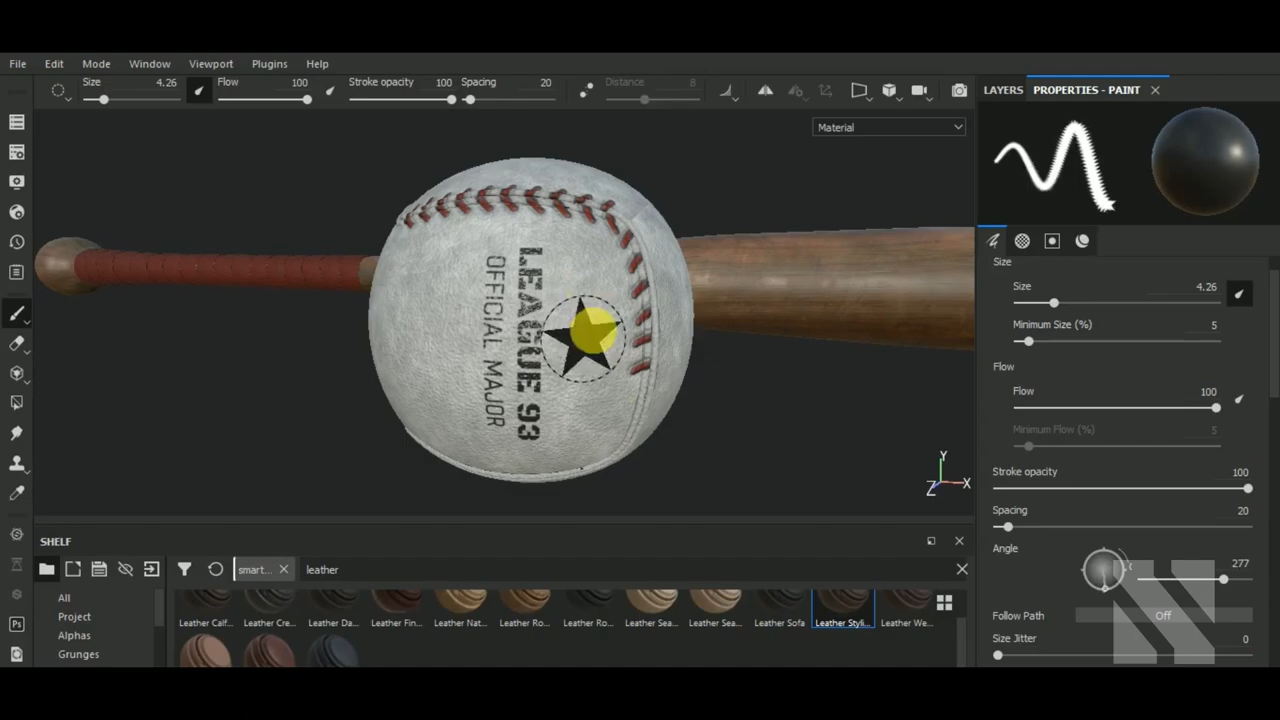 File Edit Mode Window Viewport Plugins Help
Size 4.26 Flow 100 Stroke opacity 100 Spacing 20 Distance 8
LAYERS PROPERTIES - PAINT
Material
LEAGUE 93
OFFICIAL MAJOR
Y
Z X
Size
Size 4.26
Minimum Size (%) 5
Flow
Flow 100
Minimum Flow (%) 5
Stroke opacity 100
Spacing 20
Angle
277
Follow Path Off
Size Jitter 0
SHELF
smart... leather
All
Project
Alphas
Grunges
Leather Calf... Leather Cre... Leather Da... Leather Fin... Leather Nat... Leather Ro... Leather Ro... Leather Sea... Leather Sea... Leather Sofa Leather Styli... Leather We...
Ps
N